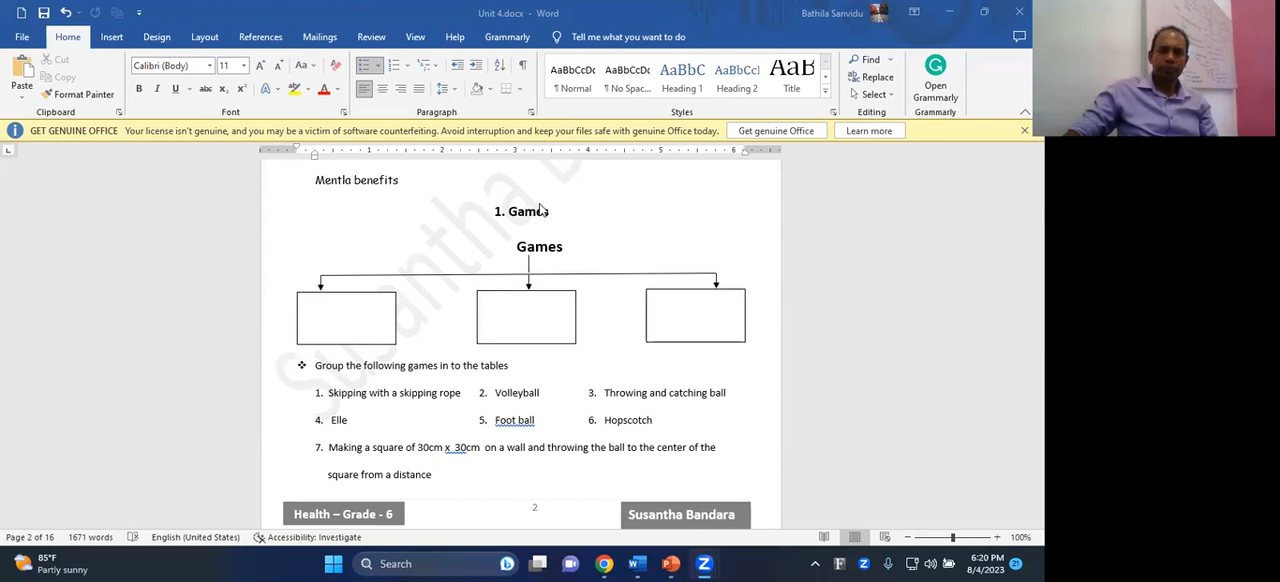 Unit 4.docx - Word
Bathila Sanvidu
File Home Insert Design Layout References Mailings Review View Help Grammarly Tell me what you want to do
Paste
Cut
Copy
Format Painter
Clipboard
Calibri (Body) 11
Font
Paragraph
AaBbCcDc AaBbCcDc AaBbC AaBbCcl AaB
¶ Normal ¶ No Spac... Heading 1 Heading 2 Title
Styles
Find
Replace
Select
Editing
Open
Grammarly
Grammarly
GET GENUINE OFFICE Your license isn't genuine, and you may be a victim of software counterfeiting. Avoid interruption and keep your files safe with genuine Office today. Get genuine Office Learn more
1 2 3 4 5 6
Mentla benefits
1. Games
Games
Group the following games in to the tables
1. Skipping with a skipping rope 2. Volleyball 3. Throwing and catching ball
4. Elle 5. Foot ball 6. Hopscotch
7. Making a square of 30cm x 30cm on a wall and throwing the ball to the center of the
square from a distance
2
Health – Grade - 6 Susantha Bandara
Susantha B
Page 2 of 16 1671 words English (United States) Accessibility: Investigate 100%
85°F
Partly sunny
Search
6:20 PM
8/4/2023
21